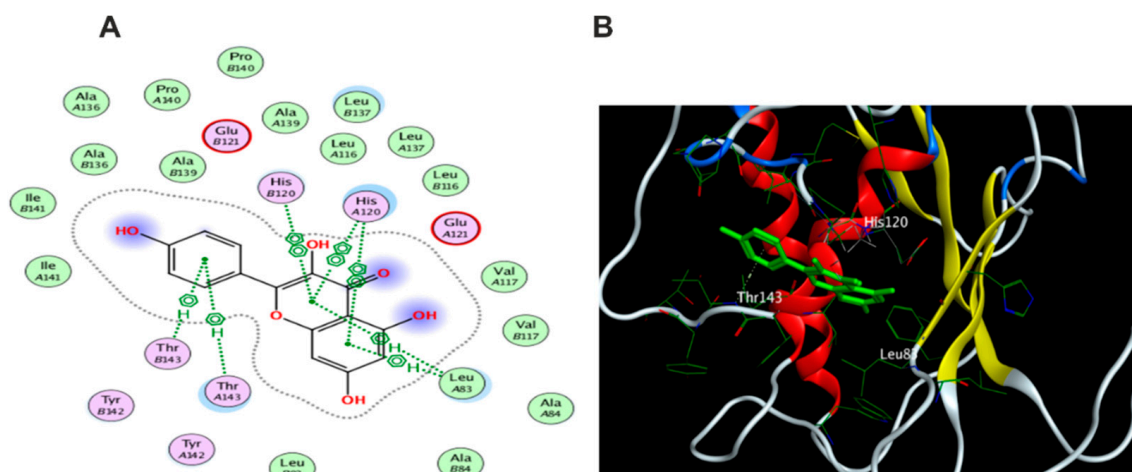 A
B
Pro
B140
Pro
A140
Ala
A136
Leu
B137
Ala
A139
Glu
B121
Leu
A137
Leu
A116
Ala
B136
Ala
B139
His
B120
Leu
B116
Ile
B141
His
A120
Glu
A121
HO
OH
O
Ile
A141
Val
A117
O
OH
Val
B117
H
H
H
H
Thr
B143
Thr
A143
Leu
A83
OH
Tyr
B142
Ala
A84
Tyr
A142
Leu
Ala
B84
His120
Thr143
Leu83